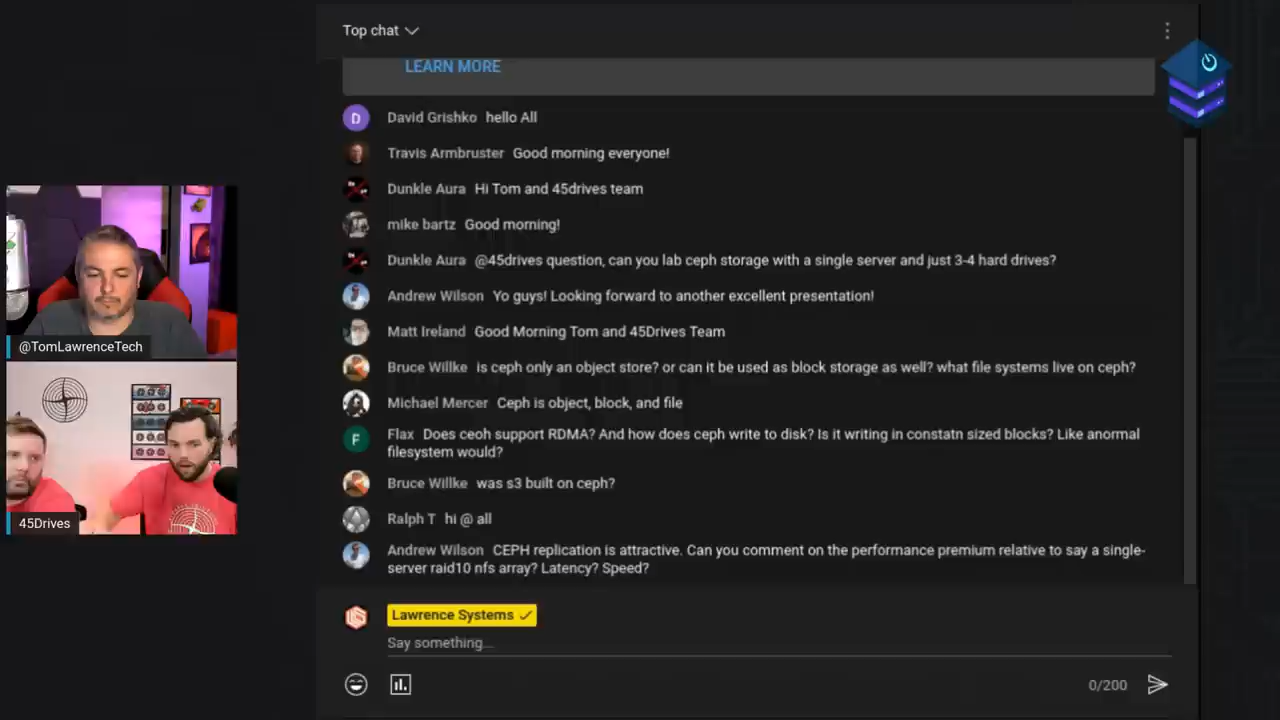 Top chat
LEARN MORE
D David Grishko hello All
Travis Armbruster Good morning everyone!
Dunkle Aura Hi Tom and 45drives team
mike bartz Good morning!
Dunkle Aura @45drives question, can you lab ceph storage with a single server and just 3-4 hard drives?
Andrew Wilson Yo guys! Looking forward to another excellent presentation!
Matt Ireland Good Morning Tom and 45Drives Team
@TomLawrenceTech
Bruce Willke is ceph only an object store? or can it be used as block storage as well? what file systems live on ceph?
Michael Mercer Ceph is object, block, and file
F Flax Does ceoh support RDMA? And how does ceph write to disk? Is it writing in constatn sized blocks? Like anormal
filesystem would?
Bruce Willke was s3 built on ceph?
Ralph T hi @ all
45Drives
Andrew Wilson CEPH replication is attractive. Can you comment on the performance premium relative to say a single-
server raid10 nfs array? Latency? Speed?
Lawrence Systems
Say something...
0/200